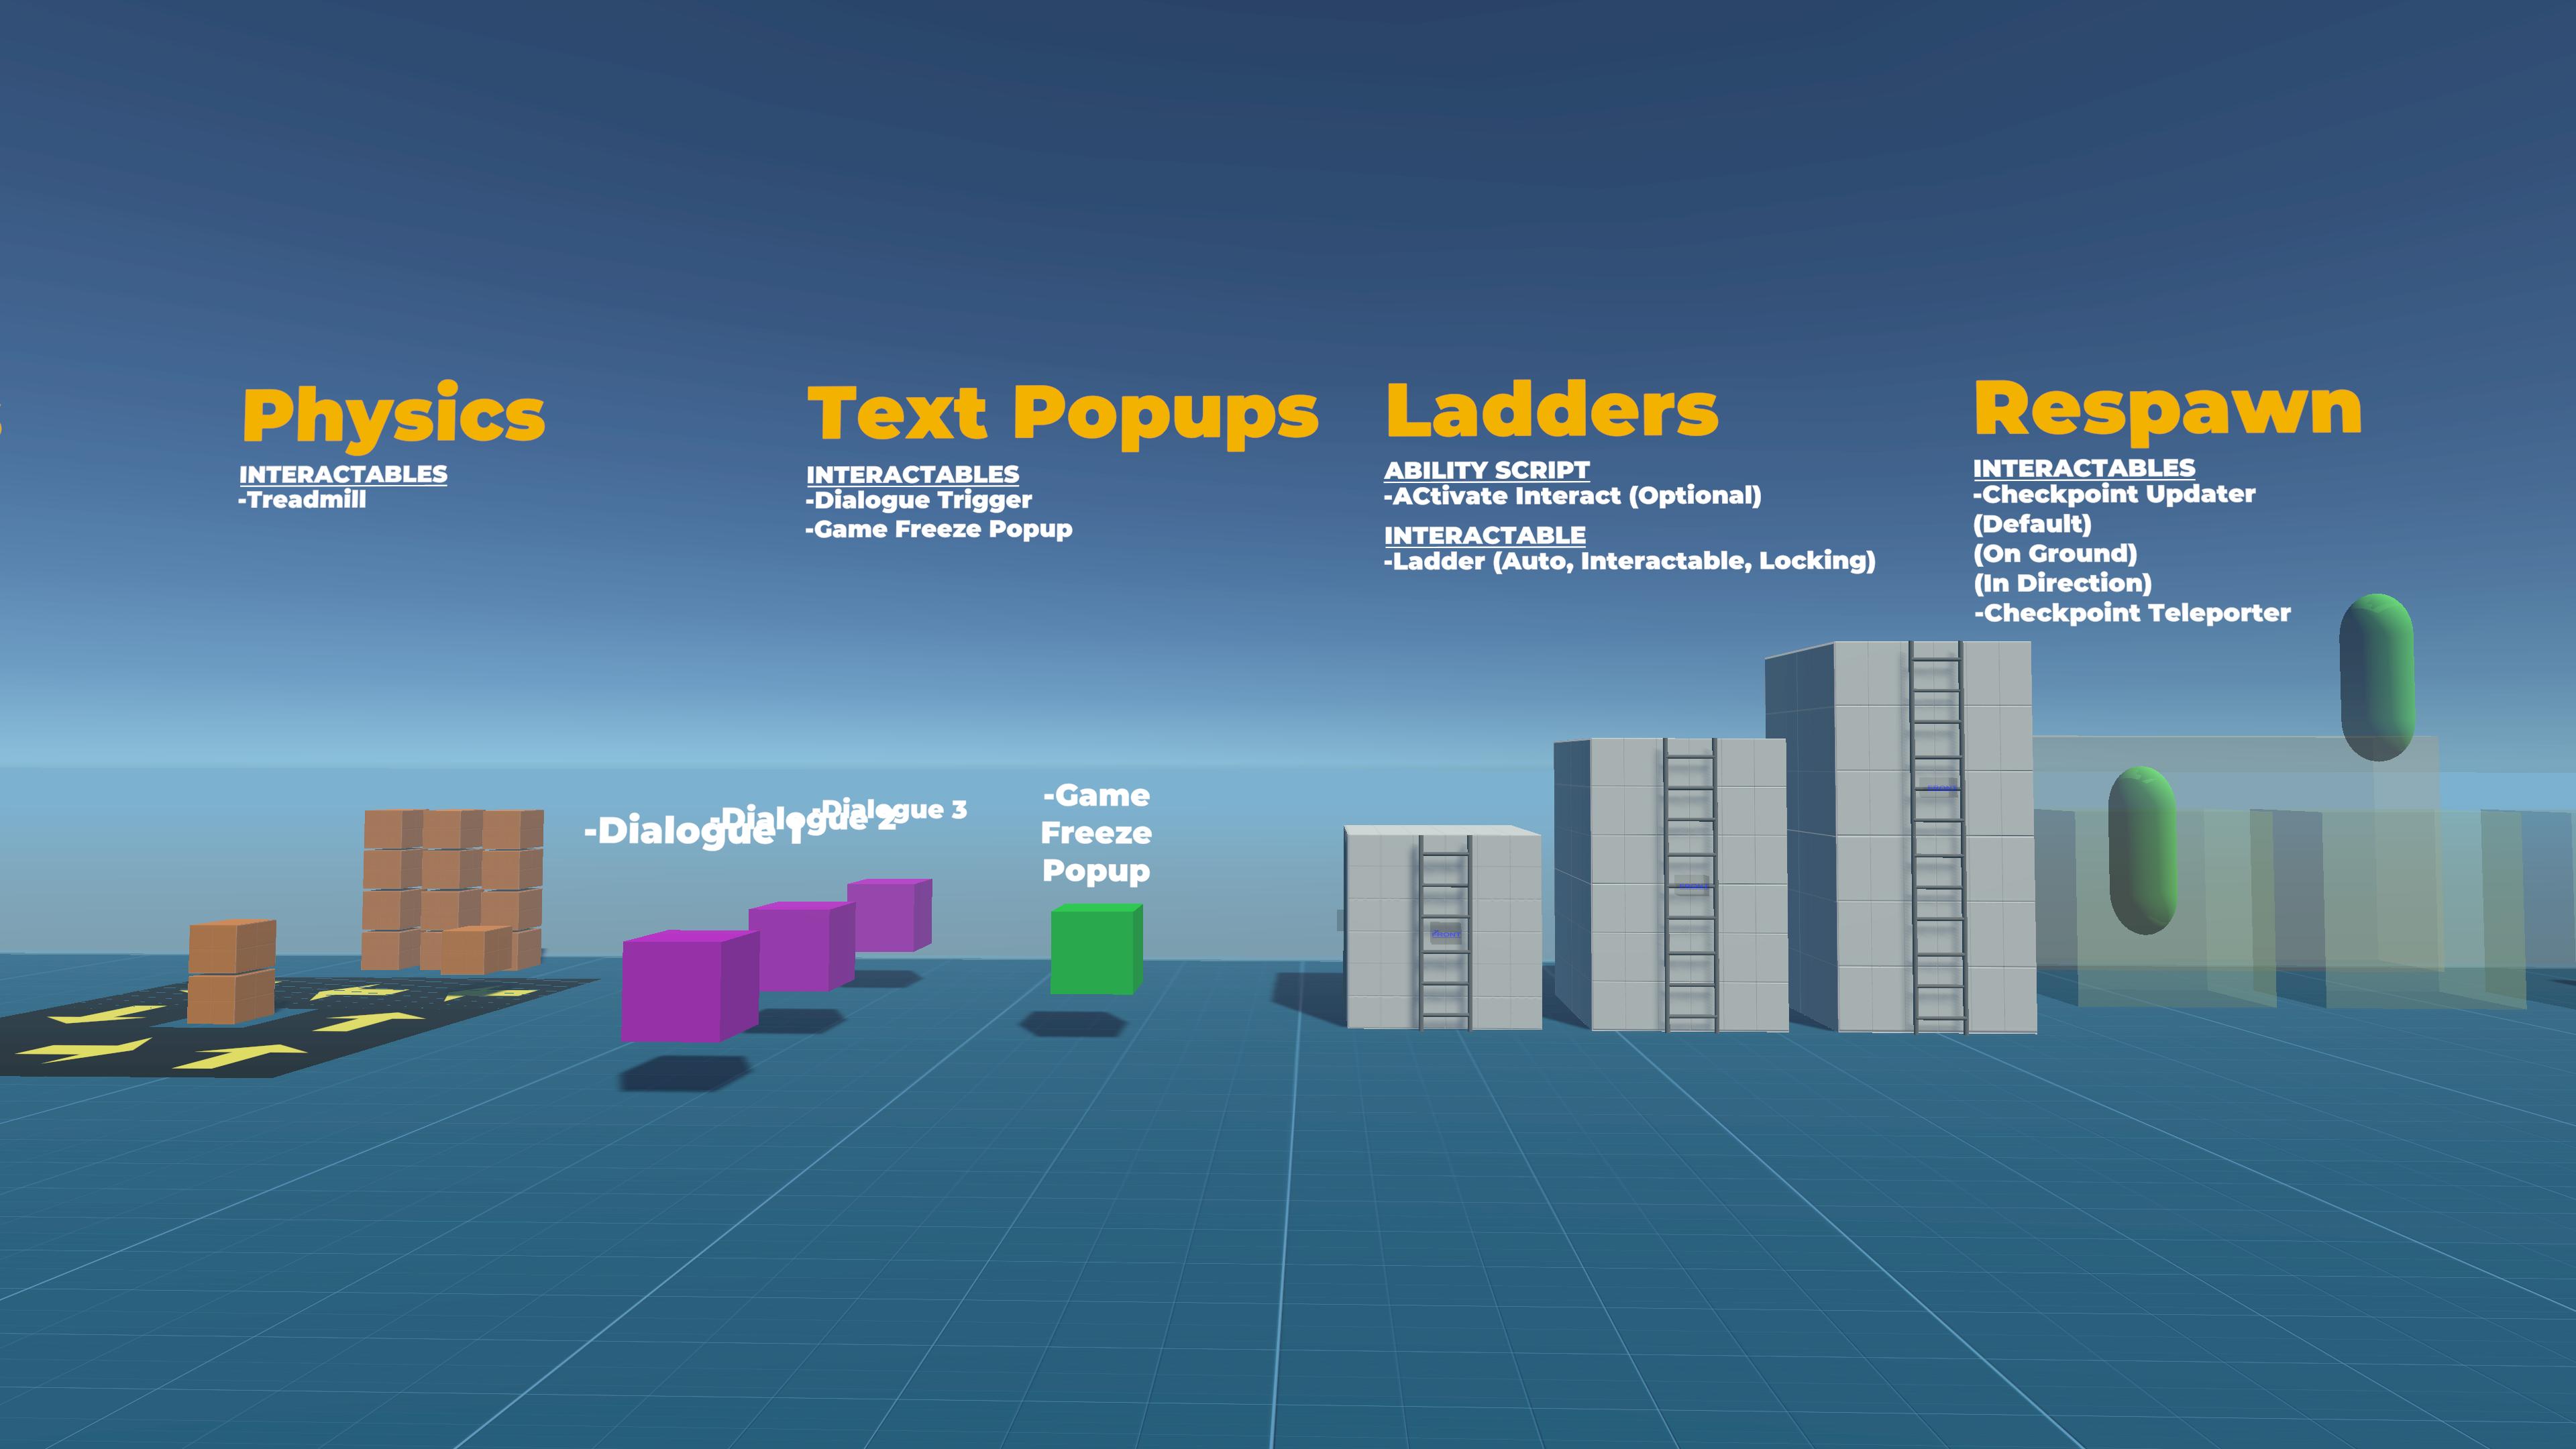 Physics
INTERACTABLES
-Treadmill
Text Popups
INTERACTABLES
-Dialogue Trigger
-Game Freeze Popup
Ladders
ABILITY SCRIPT
-ACtivate Interact (Optional)
INTERACTABLE
-Ladder (Auto, Interactable, Locking)
Respawn
INTERACTABLES
-Checkpoint Updater
(Default)
(On Ground)
(In Direction)
-Checkpoint Teleporter
-Dialogue 1
-Dialogue 2
-Dialogue 3
-Game
Freeze
Popup